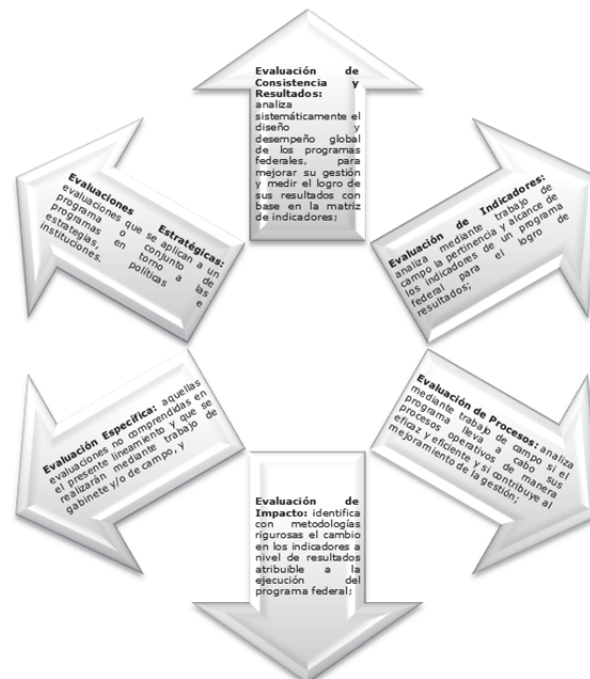 Evaluación de
Consistencia y
Resultados:
analiza
sistemáticamente el
diseño y
desempeño global
de los programas
federales, para
mejorar su gestión
y medir el logro de
sus resultados con
base en la matriz
de indicadores;
Evaluación de Indicadores:
analiza mediante trabajo de
campo la pertinencia y alcance de
los indicadores de un programa
federal para el logro de
resultados;
Evaluación de Procesos: analiza
mediante trabajo de campo si el
programa lleva a cabo sus
procesos operativos de manera
eficaz y eficiente y si contribuye al
mejoramiento de la gestión;
Evaluación de
Impacto: identifica
con metodologías
rigurosas el cambio
en los indicadores a
nivel de resultados
atribuible a la
ejecución del
programa federal;
Evaluación Específica: aquellas
evaluaciones no comprendidas en
el presente lineamiento y que se
realizarán mediante trabajo de
gabinete y/o de campo, y
Evaluaciones Estratégicas:
evaluaciones que se aplican a un
programa o conjunto de
programas en torno a las
estrategias, políticas e
instituciones.